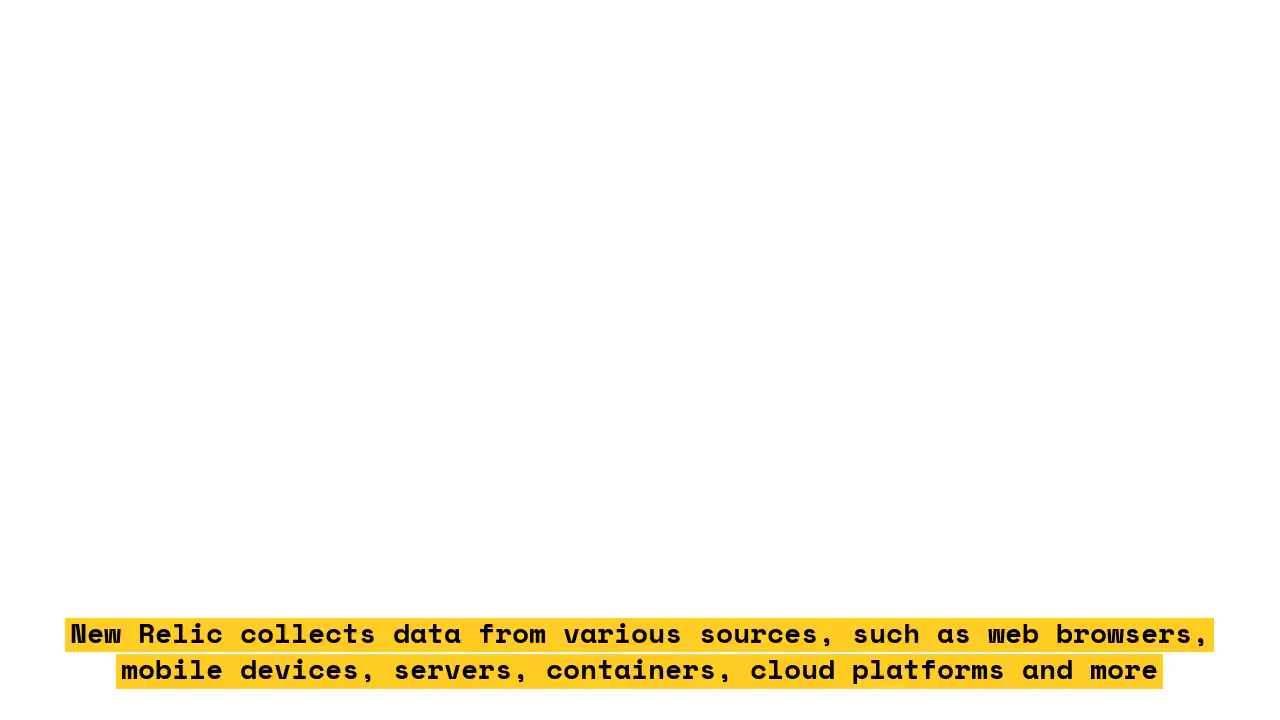 New Relic collects data from various sources, such as web browsers,
mobile devices, servers, containers, cloud platforms and more